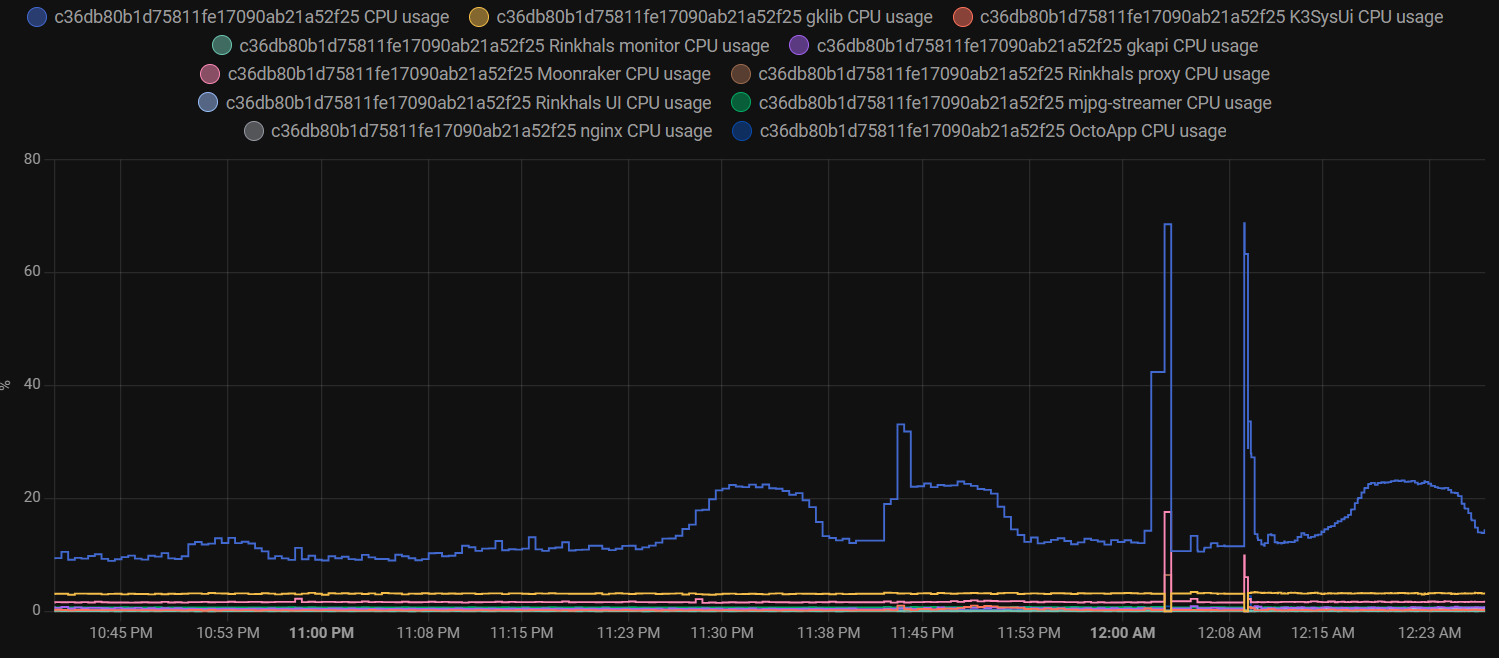 c36db80b1d75811fe17090ab21a52f25 CPU usage c36db80b1d75811fe17090ab21a52f25 gklib CPU usage c36db80b1d75811fe17090ab21a52f25 K3SysUi CPU usage
c36db80b1d75811fe17090ab21a52f25 Rinkhals monitor CPU usage c36db80b1d75811fe17090ab21a52f25 gkapi CPU usage
c36db80b1d75811fe17090ab21a52f25 Moonraker CPU usage c36db80b1d75811fe17090ab21a52f25 Rinkhals proxy CPU usage
c36db80b1d75811fe17090ab21a52f25 Rinkhals UI CPU usage c36db80b1d75811fe17090ab21a52f25 mjpg-streamer CPU usage
c36db80b1d75811fe17090ab21a52f25 nginx CPU usage c36db80b1d75811fe17090ab21a52f25 OctoApp CPU usage
80
60
40
%
20
0
10:45 PM 10:53 PM 11:00 PM 11:08 PM 11:15 PM 11:23 PM 11:30 PM 11:38 PM 11:45 PM 11:53 PM 12:00 AM 12:08 AM 12:15 AM 12:23 AM